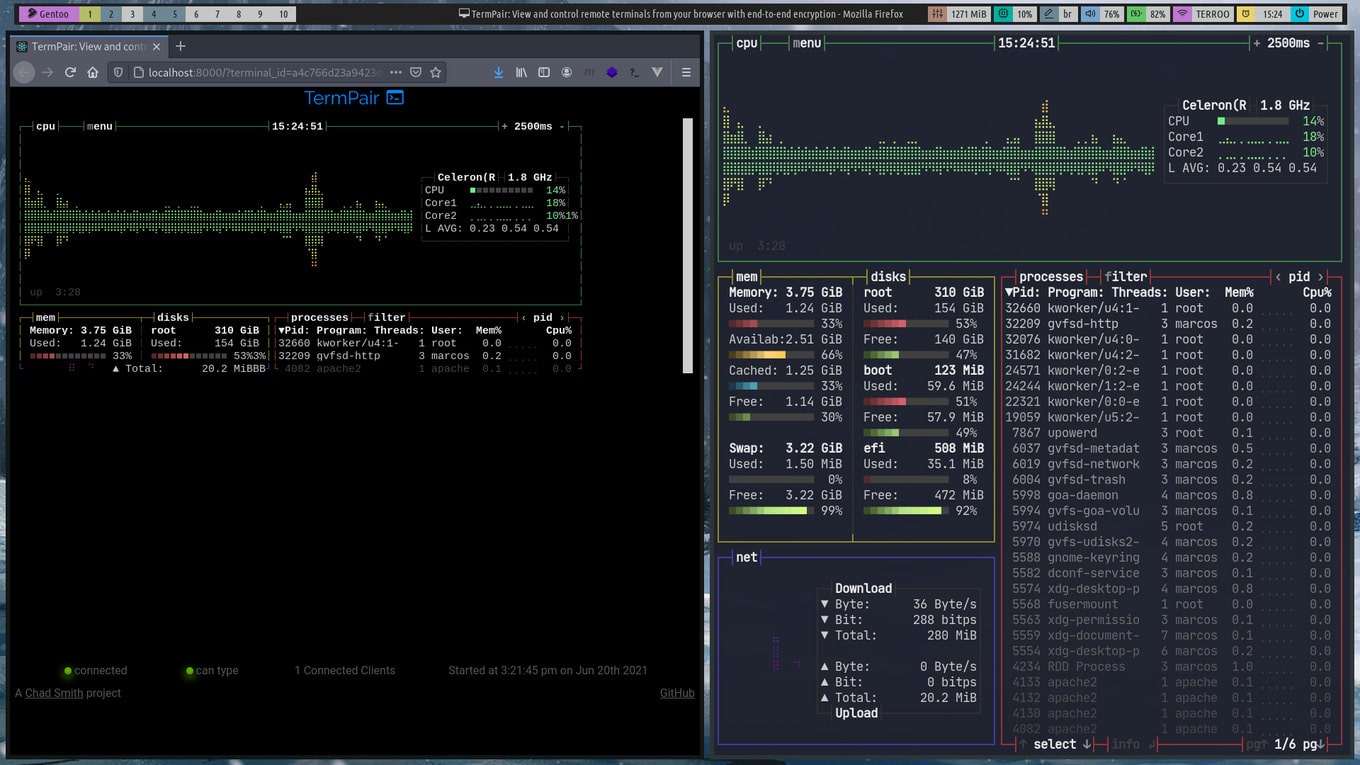 Gentoo 1 2 3 4 5 6 7 8 9 10 TermPair: View and control remote terminals from your browser with end-to-end encryption - Mozilla Firefox 1271 MiB 10% br 76% 82% TERROO 15:24 Power
TermPair: View and contr
localhost:8000/?terminal_id=a4c766d23a9423d
TermPair
cpu menu 15:24:51 + 2500ms -
Celeron(R 1.8 GHz
CPU 14%
Core1 18%
Core2 10%1%
L AVG: 0.23 0.54 0.54
up 3:28
mem disks processes filter ‹ pid ›
Memory: 3.75 GiB root 310 GiB ▼Pid: Program: Threads: User: Mem% Cpu%
Used: 1.24 GiB Used: 154 GiB 32660 kworker/u4:1- 1 root 0.0 0.0
33% 53%3% 32209 gvfsd-http 3 marcos 0.2 0.0
▲ Total: 20.2 MiBBB 4082 apache2 1 apache 0.1 0.0
connected can type 1 Connected Clients Started at 3:21:45 pm on Jun 20th 2021
A Chad Smith project GitHub
cpu menu 15:24:51 + 2500ms -
Celeron(R 1.8 GHz
CPU 14%
Core1 18%
Core2 10%
L AVG: 0.23 0.54 0.54
up 3:28
mem disks
Memory: 3.75 GiB root 310 GiB
Used: 1.24 GiB Used: 154 GiB
33% 53%
Availab:2.51 GiB Free: 140 GiB
66% 47%
Cached: 1.25 GiB boot 123 MiB
33% Used: 59.6 MiB
Free: 1.14 GiB 51%
30% Free: 57.9 MiB
49%
Swap: 3.22 GiB efi 508 MiB
Used: 1.50 MiB Used: 35.1 MiB
0% 8%
Free: 3.22 GiB Free: 472 MiB
99% 92%
net
Download
▼ Byte: 36 Byte/s
▼ Bit: 288 bitps
▼ Total: 280 MiB
▲ Byte: 0 Byte/s
▲ Bit: 0 bitps
▲ Total: 20.2 MiB
Upload
processes filter ‹ pid ›
▼Pid: Program: Threads: User: Mem% Cpu%
32660 kworker/u4:1- 1 root 0.0 0.0
32209 gvfsd-http 3 marcos 0.2 0.0
32076 kworker/u4:0- 1 root 0.0 0.0
31682 kworker/u4:2- 1 root 0.0 0.0
24571 kworker/0:2-e 1 root 0.0 0.0
24244 kworker/1:2-e 1 root 0.0 0.0
22321 kworker/0:0-e 1 root 0.0 0.0
19059 kworker/u5:2- 1 root 0.0 0.0
7867 upowerd 3 root 0.1 0.0
6037 gvfsd-metadat 3 marcos 0.5 0.0
6019 gvfsd-network 3 marcos 0.2 0.0
6004 gvfsd-trash 3 marcos 0.2 0.0
5998 goa-daemon 4 marcos 0.8 0.0
5994 gvfs-goa-volu 3 marcos 0.1 0.0
5974 udisksd 5 root 0.2 0.0
5970 gvfs-udisks2- 4 marcos 0.2 0.0
5588 gnome-keyring 4 marcos 0.2 0.0
5582 dconf-service 3 marcos 0.1 0.0
5574 xdg-desktop-p 4 marcos 0.8 0.0
5568 fusermount 1 root 0.0 0.0
5563 xdg-permissio 3 marcos 0.1 0.0
5559 xdg-document- 7 marcos 0.1 0.0
5554 xdg-desktop-p 6 marcos 0.2 0.0
4234 RDD Process 3 marcos 1.0 0.0
4133 apache2 1 apache 0.1 0.0
4132 apache2 1 apache 0.1 0.0
4130 apache2 1 apache 0.1 0.0
4082 apache2 1 apache 0.1 0.0
↑ select ↓ info ↲ pg↑ 1/6 pg↓